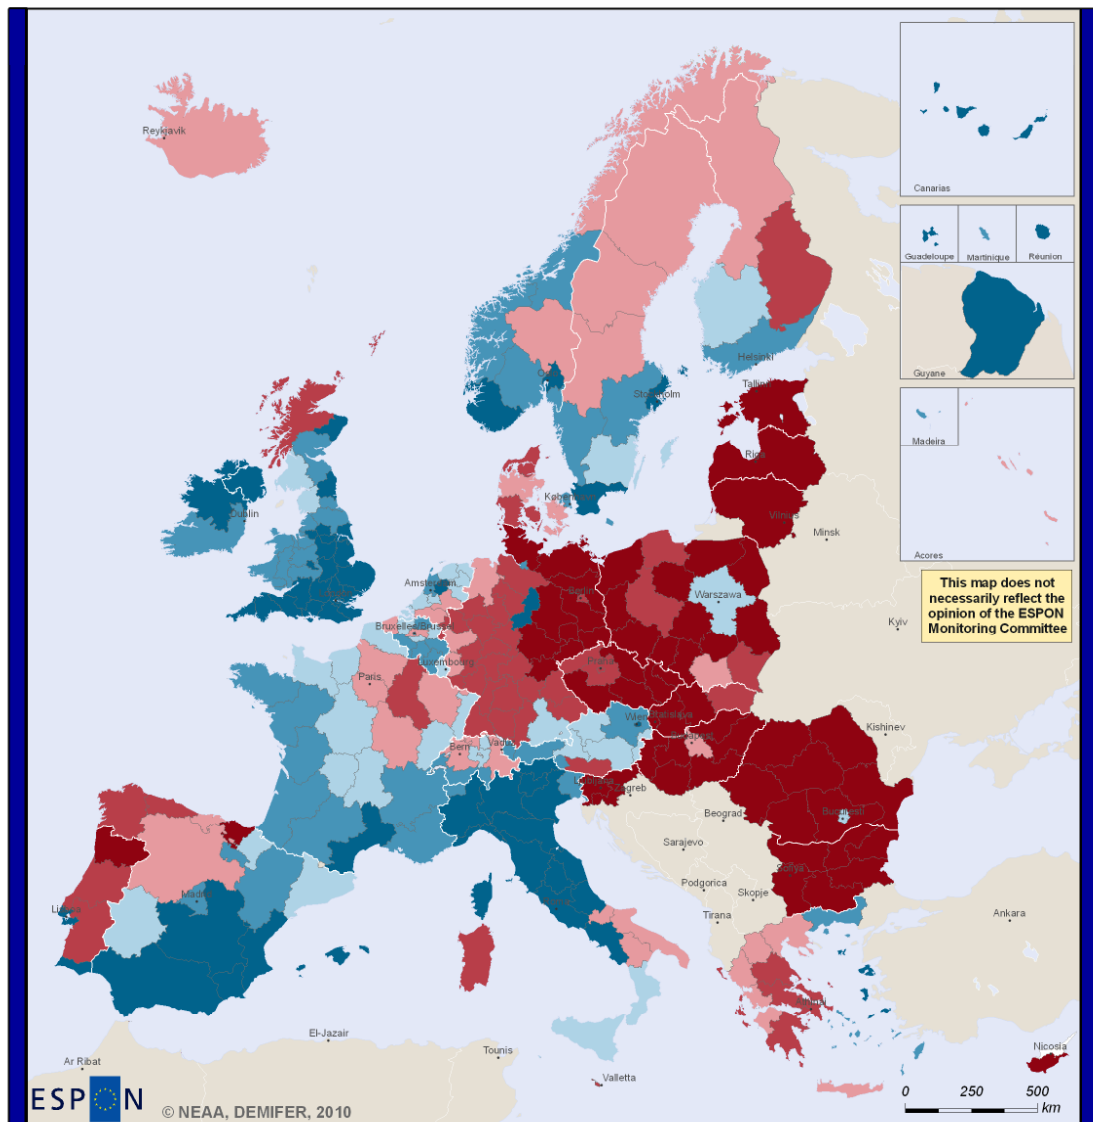 Canarias
Reykjavik
Guadeloupe
Martinique
Réunion
Guyane
Helsinki
Tallinn
Stockholm
Madeira
Riga
København
Dublin
Vilnius
Minsk
Acores
Amsterdam
Berlin
Warszawa
This map does not
necessarily reflect the
opinion of the ESPON
Monitoring Committee
Kyiv
Bruxelles/Brussel
Luxembourg
Praha
Paris
Wien
Bratislava
Kishinev
Budapest
Bern
Vaduz
Zagreb
Beograd
Bucuresti
Sarajevo
Sofiya
Podgorica
Skopje
Madrid
Lisboa
Tirana
Ankara
El-Jazair
Tounis
Nicosia
Ar Ribat
Valletta
ESPON
© NEAA, DEMIFER, 2010
0 250 500
km